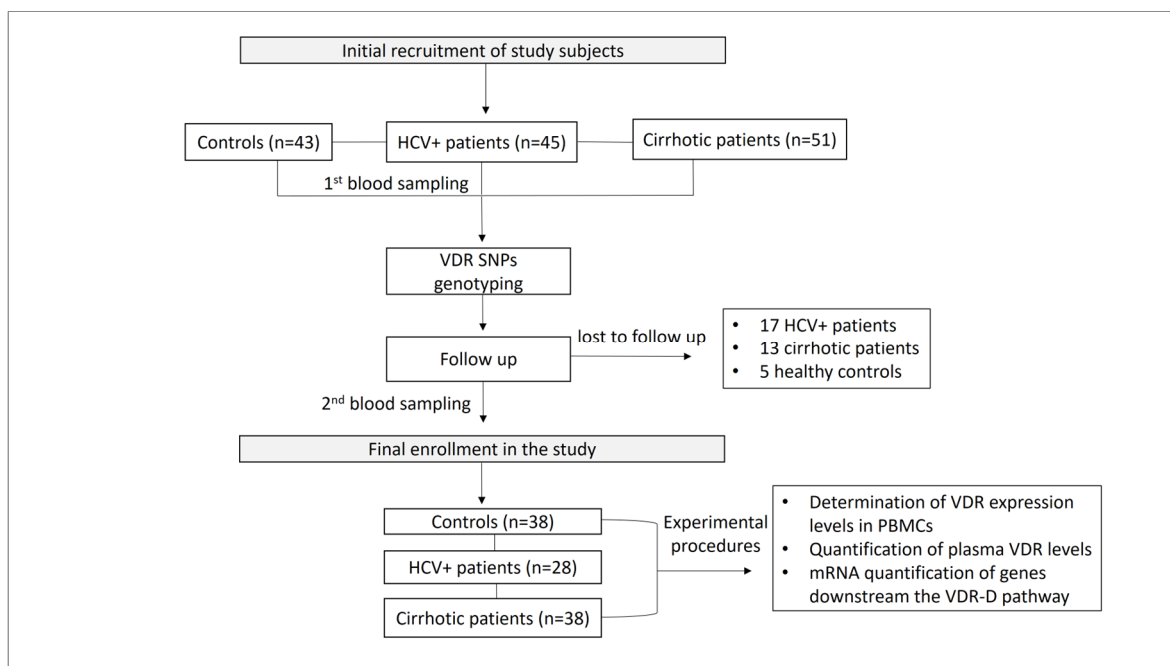 Initial recruitment of study subjects
Controls (n=43)
HCV+ patients (n=45)
Cirrhotic patients (n=51)
1st blood sampling
VDR SNPs
genotyping
lost to follow up
• 17 HCV+ patients
• 13 cirrhotic patients
• 5 healthy controls
Follow up
2nd blood sampling
Final enrollment in the study
Controls (n=38)
HCV+ patients (n=28)
Cirrhotic patients (n=38)
Experimental
procedures
• Determination of VDR expression
levels in PBMCs
• Quantification of plasma VDR levels
• mRNA quantification of genes
downstream the VDR-D pathway